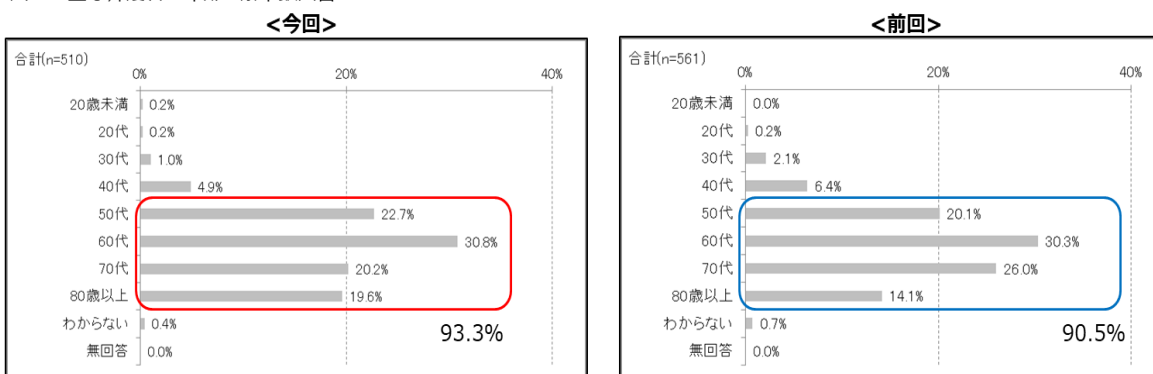 <今回>
合計(n=510)
0% 20% 40%
20歳未満 0.2%
20代 0.2%
30代 1.0%
40代 4.9%
50代 22.7%
60代 30.8%
70代 20.2%
80歳以上 19.6%
わからない 0.4%
無回答 0.0%
93.3%
<前回>
合計(n=561)
0% 20% 40%
20歳未満 0.0%
20代 0.2%
30代 2.1%
40代 6.4%
50代 20.1%
60代 30.3%
70代 26.0%
80歳以上 14.1%
わからない 0.7%
無回答 0.0%
90.5%